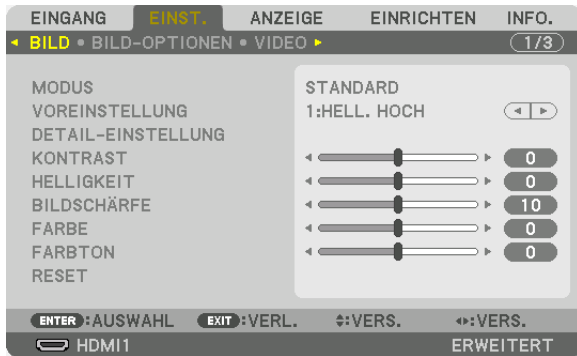 EINGANG EINST. ANZEIGE EINRICHTEN INFO.
BILD • BILD-OPTIONEN • VIDEO 1/3
MODUS STANDARD
VOREINSTELLUNG 1:HELL. HOCH
DETAIL-EINSTELLUNG
KONTRAST 0
HELLIGKEIT 0
BILDSCHÄRFE 10
FARBE 0
FARBTON 0
RESET
ENTER:AUSWAHL EXIT:VERL. :VERS. :VERS.
HDMI1 ERWEITERT